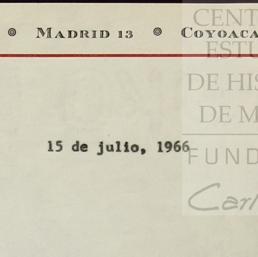 MADRID 13 COYOACA
CENT
ESTU
DE HIS
DE M
FUND
Carl
15 de julio, 1966